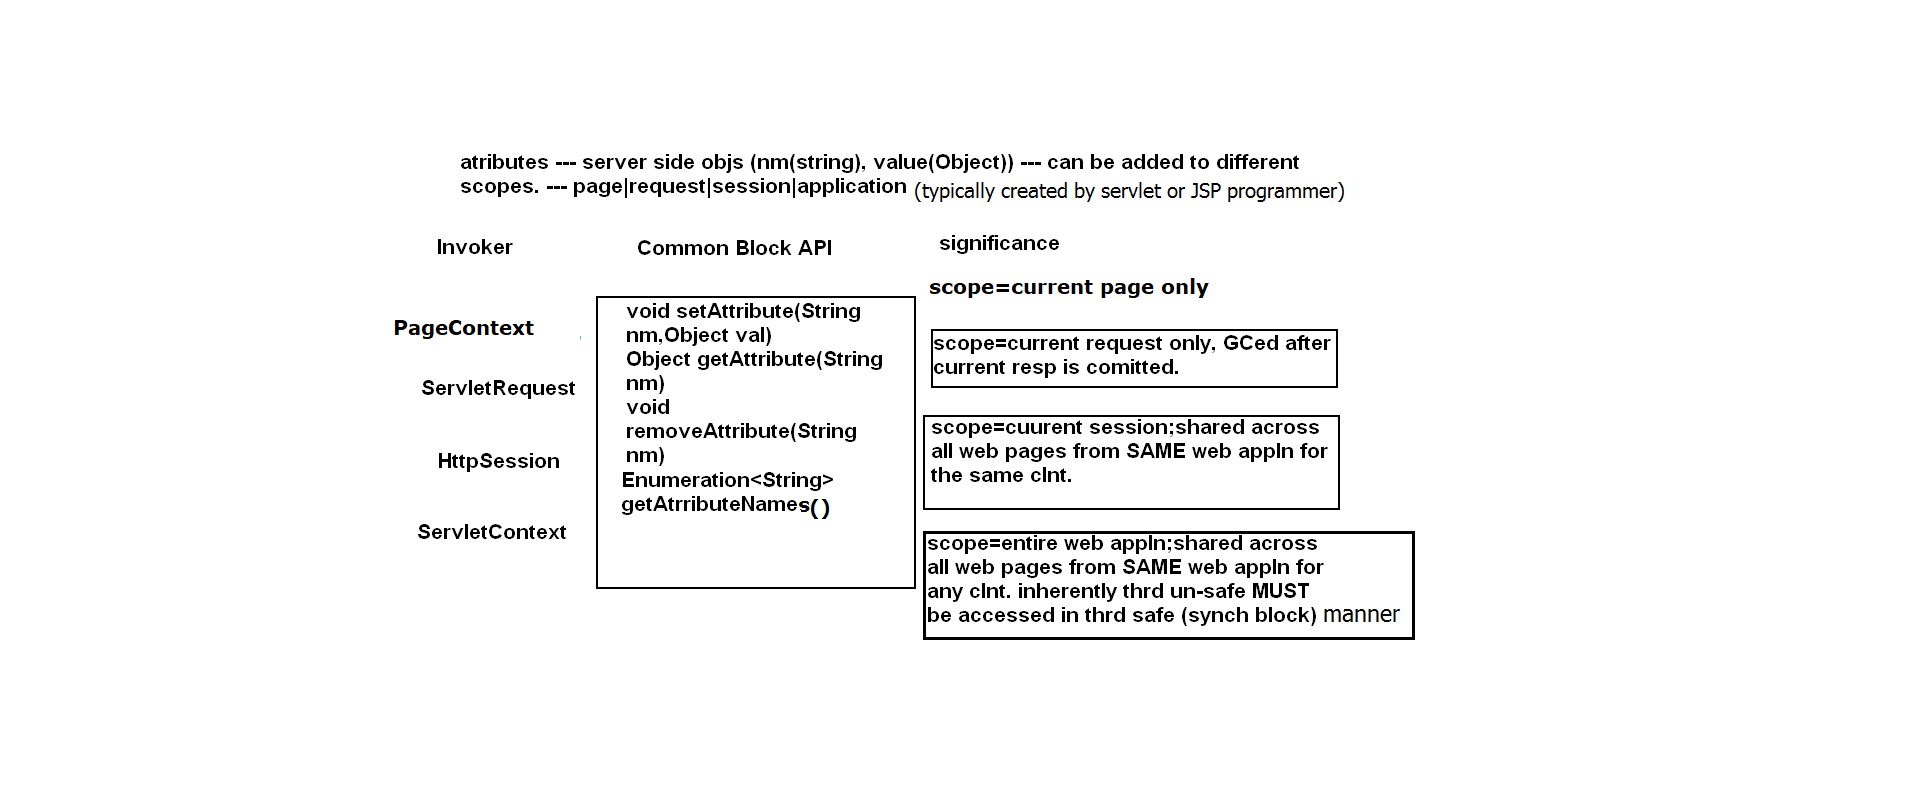 atributes --- server side objs (nm(string), value(Object)) --- can be added to different
scopes. --- page|request|session|application (typically created by servlet or JSP programmer)
Invoker
Common Block API
significance
scope=current page only
PageContext
ServletRequest
HttpSession
ServletContext
void setAttribute(String
nm,Object val)
Object getAttribute(String
nm)
void
removeAttribute(String
nm)
Enumeration<String>
getAtrributeNames()
scope=current request only, GCed after
current resp is comitted.
scope=cuurent session;shared across
all web pages from SAME web appln for
the same clnt.
scope=entire web appln;shared across
all web pages from SAME web appln for
any clnt. inherently thrd un-safe MUST
be accessed in thrd safe (synch block) manner